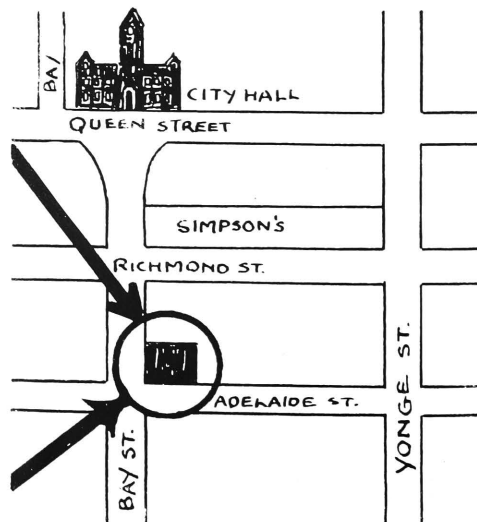 BAY
CITY HALL
QUEEN STREET
SIMPSON'S
RICHMOND ST.
ADELAIDE ST.
BAY ST.
YONGE ST.